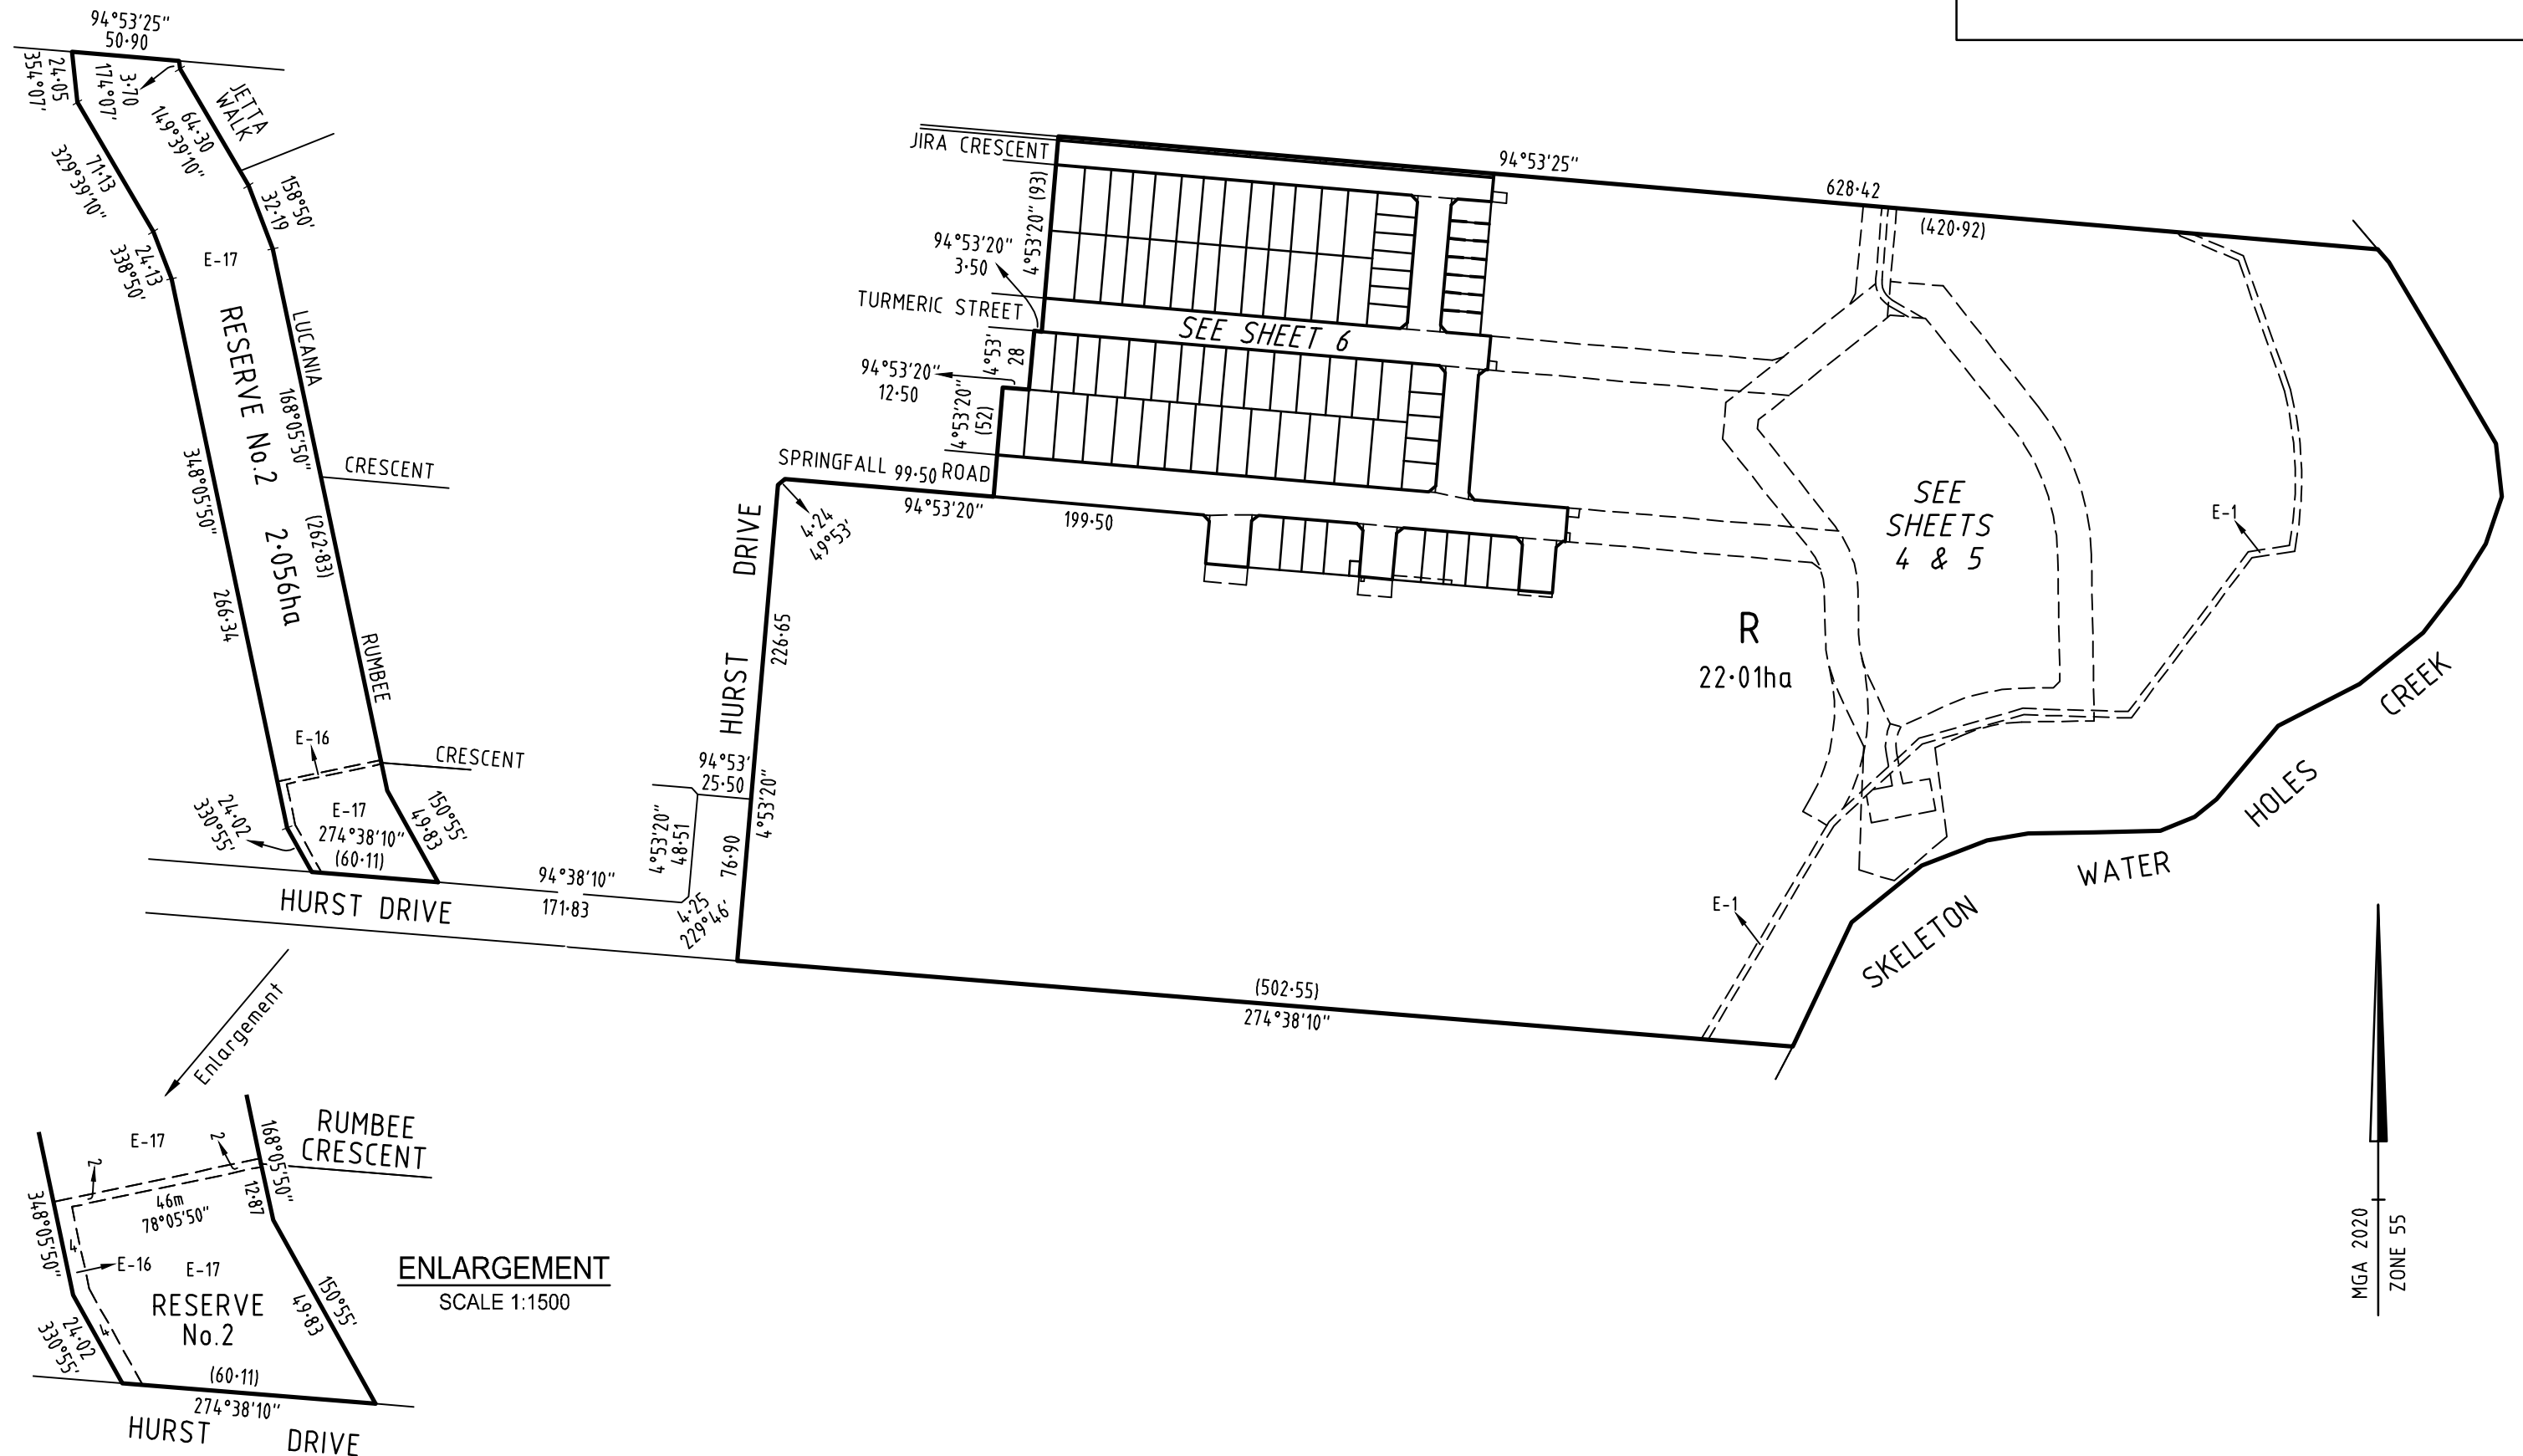 94°53'25"
50·90
24·05
354°07'
3·70
174°07'
JETTA
WALK
64·30
149°39'10"
71·13
329°39'10"
158°50'
32·19
24·13
338°50'
E-17
RESERVE No.2
2·056ha
LUCANIA
168°05'50"
CRESCENT
(262·83)
348°05'50"
266·34
RUMBEE
E-16
CRESCENT
E-17
274°38'10"
(60·11)
150°55'
49·83
24·02
330°55'
HURST DRIVE
94°38'10"
171·83
4·25
229°46'
4°53'20"
48·51
94°53'
25·50
76·90
4°53'20"
HURST DRIVE
226·65
4·24
49°53'
SPRINGFALL ROAD
99·50
94°53'20"
199·50
JIRA CRESCENT
4°53'20" (93)
94°53'20"
3·50
TURMERIC STREET
4°53'
28
94°53'20"
12·50
4°53'20"
(52)
SEE SHEET 6
94°53'25"
628·42
(420·92)
SEE
SHEETS
4 & 5
E-1
R
22·01ha
E-1
SKELETON WATER HOLES CREEK
(502·55)
274°38'10"
Enlargement
RUMBEE
CRESCENT
E-17
2
2
168°05'50"
12·87
46m
78°05'50"
348°05'50"
4
E-16
E-17
RESERVE
No.2
4
24·02
330°55'
150°55'
49·83
(60·11)
274°38'10"
HURST DRIVE
ENLARGEMENT
SCALE 1:1500
MGA 2020
ZONE 55